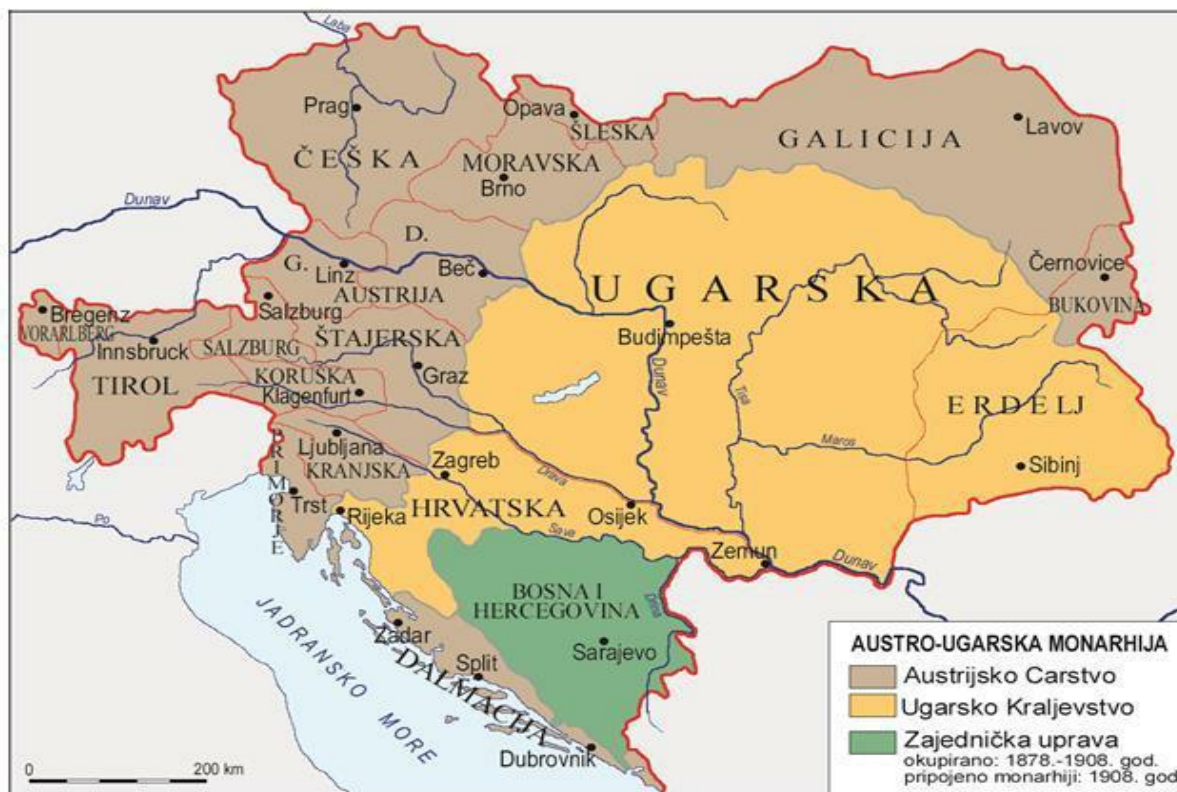 Laba
Prag
Opava
ŠLESKA
ČEŠKA
MORAVSKA
Brno
GALICIJA
Lavov
Dunav
D.
G.
Linz
Beč
AUSTRIJA
UGARSKA
Černovice
BUKOVINA
Bregenz
VORARLBERG
Salzburg
Innsbruck
SALZBURG
ŠTAJERSKA
Budimpešta
TIROL
KORUŠKA
Graz
Klagenfurt
Dunav
Tisa
ERDELJ
Maros
Sibinj
PRIMORJE
Ljubljana
KRANJSKA
Zagreb
Drava
Trst
Rijeka
HRVATSKA
Osijek
Sava
Po
Zemun
Dunav
BOSNA I
HERCEGOVINA
Drina
Sarajevo
Zadar
Split
DALMACIJA
Dubrovnik
JADRANSKO MORE
0 200 km
AUSTRO-UGARSKA MONARHIJA
Austrijsko Carstvo
Ugarsko Kraljevstvo
Zajednička uprava
okupirano: 1878.-1908. god.
pripojeno monarhiji: 1908. god